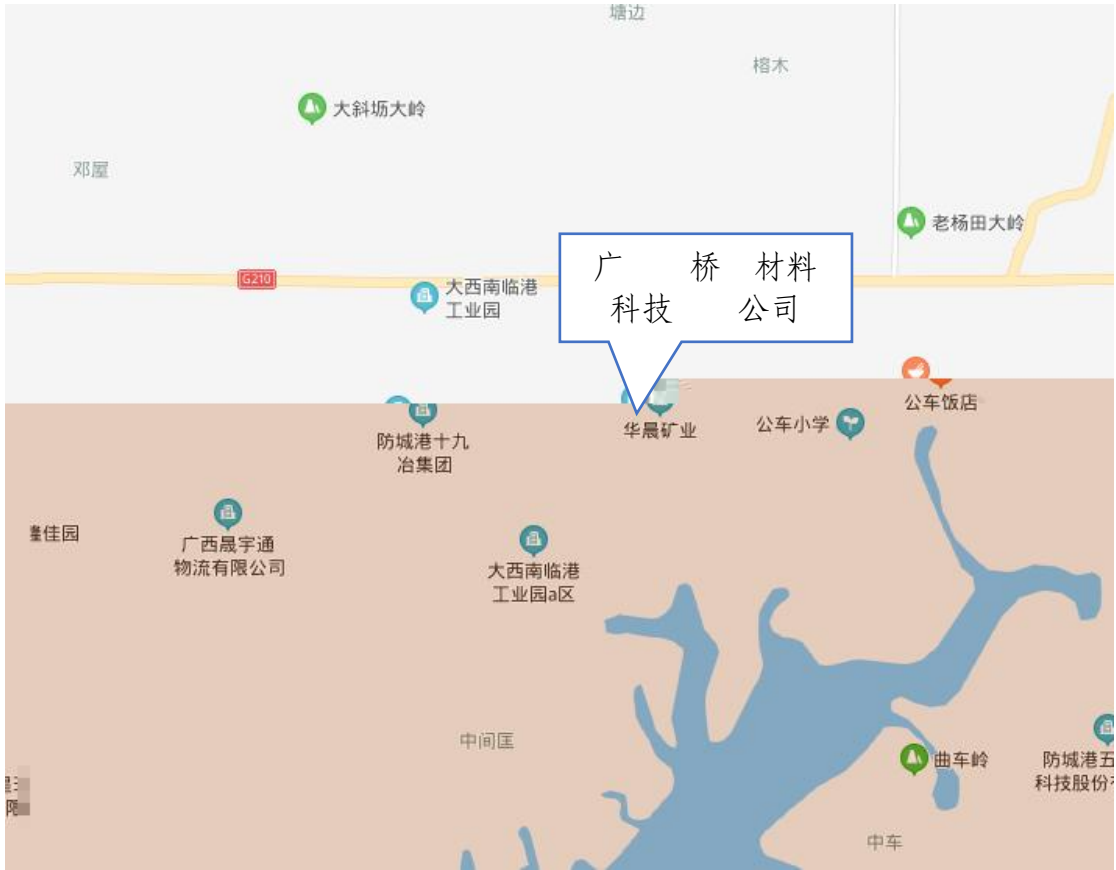 塘边
榕木
大斜坜大岭
邓屋
老杨田大岭
G210
大西南临港
工业园
广 桥 材料
科技 公司
公车饭店
华晨矿业
公车小学
防城港十九
冶集团
佳园
广西晟宇通
物流有限公司
大西南临港
工业园a区
中间匡
曲车岭
防城港五
科技股份
中车